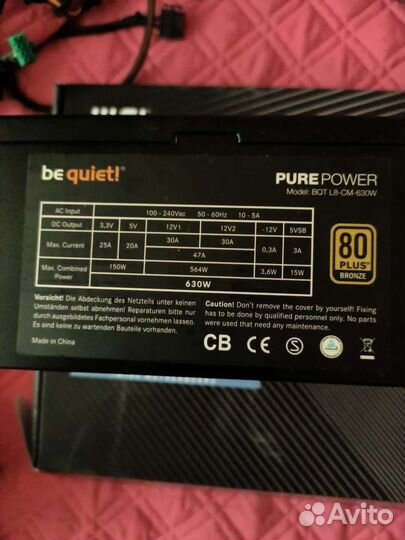 be quiet!™
PURE POWER
Model: BQT L8-CM-630W
AC Input 100 - 240Vac 50 - 60Hz 10 - 5A
DC Output 3,3V 5V 12V1 12V2 -12V 5VSB
Max. Current 25A 20A 30A 30A 0,3A 3A
47A
Max. Combined Power 150W 564W 3,6W 15W
630W
80 PLUS®
BRONZE
Vorsicht! Die Abdeckung des Netzteils unter keinen
Umständen selbst abnehmen! Reparaturen bitte nur
durch ausgebildetes Fachpersonal vornehmen lassen.
Es sind keine zu wartenden Bauteile vorhanden.
Made in China
Caution! Don't remove the cover by yourself! Fixing
has to be done by qualified personnel only. No parts
were used that need any maintenance.
CB CE S
Avito